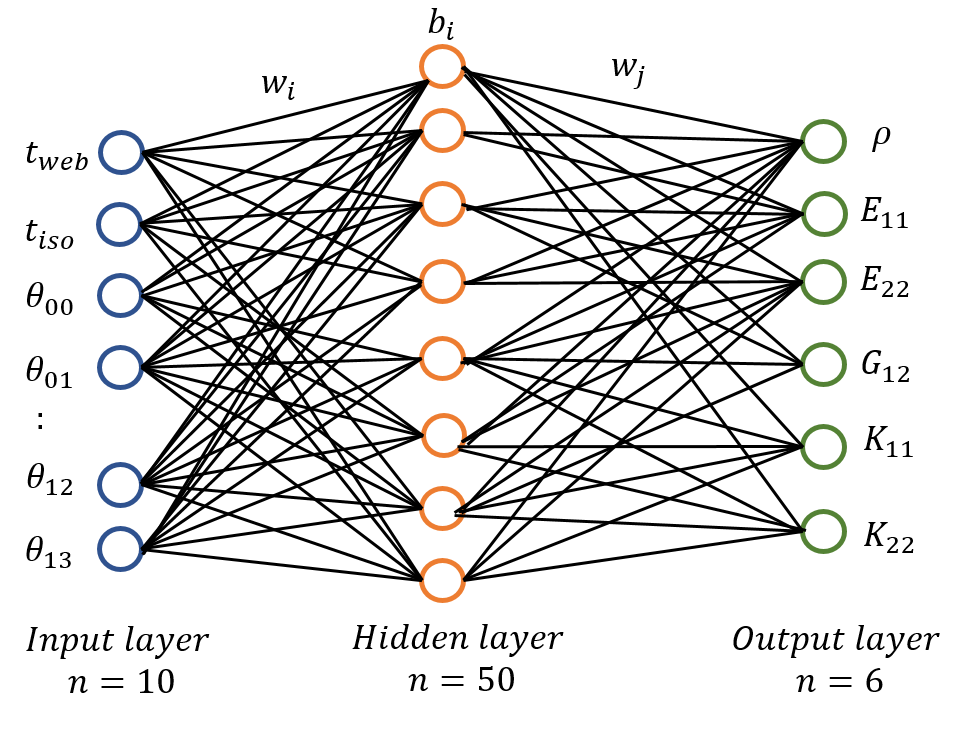 b_i
w_i
w_j
t_web
t_iso
θ_00
θ_01
:
θ_12
θ_13
ρ
E_11
E_22
G_12
K_11
K_22
Input layer
n = 10
Hidden layer
n = 50
Output layer
n = 6